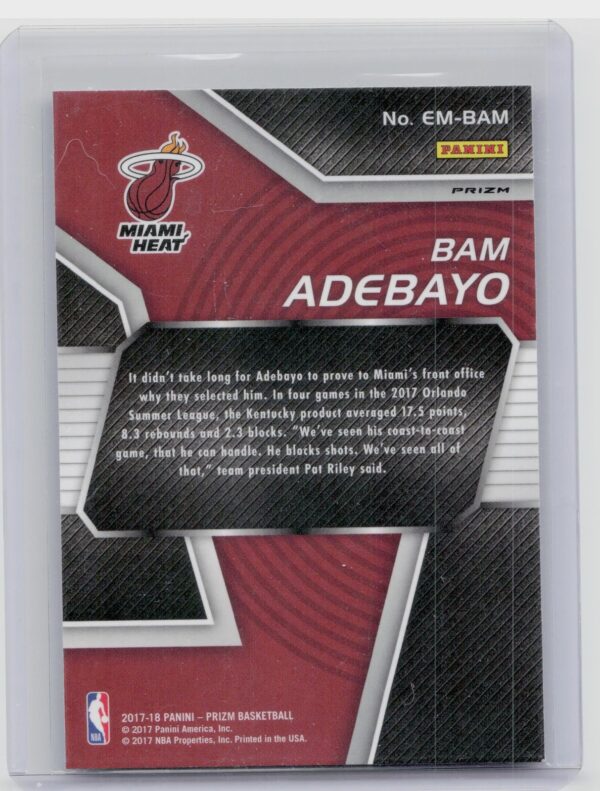 No. EM-BAM
PANINI
PRIZM
MIAMI
HEAT
BAM
ADEBAYO
It didn't take long for Adebayo to prove to Miami's front office
why they selected him. In four games in the 2017 Orlando
Summer League, the Kentucky product averaged 17.5 points,
8.3 rebounds and 2.3 blocks. "We've seen his coast-to-coast
game, that he can handle. He blocks shots. We've seen all of
that," team president Pat Riley said.
NBA
2017-18 PANINI – PRIZM BASKETBALL
© 2017 Panini America, Inc.
© 2017 NBA Properties, Inc. Printed in the USA.